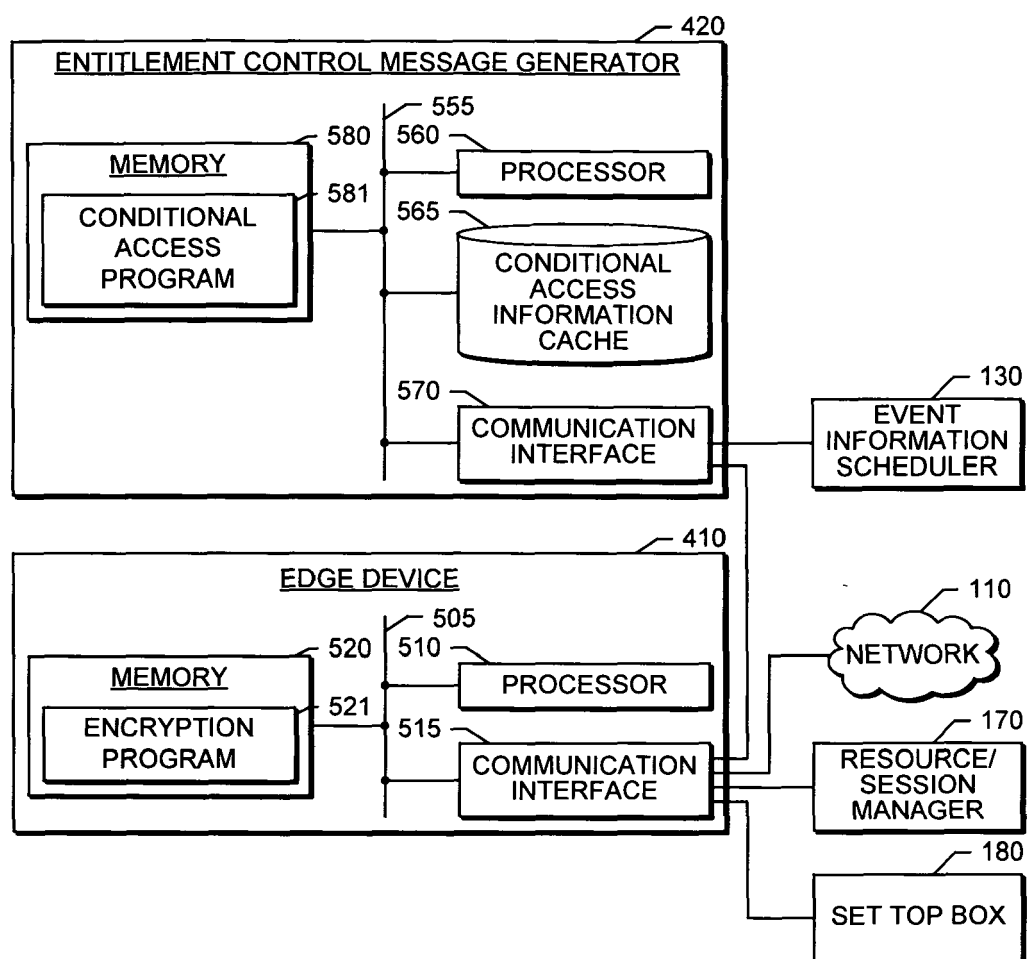 420
ENTITLEMENT CONTROL MESSAGE GENERATOR
555
580
MEMORY
581
CONDITIONAL
ACCESS
PROGRAM
560
PROCESSOR
565
CONDITIONAL
ACCESS
INFORMATION
CACHE
570
COMMUNICATION
INTERFACE
130
EVENT
INFORMATION
SCHEDULER
410
EDGE DEVICE
505
520
MEMORY
521
ENCRYPTION
PROGRAM
510
PROCESSOR
515
COMMUNICATION
INTERFACE
110
NETWORK
170
RESOURCE/
SESSION
MANAGER
180
SET TOP BOX